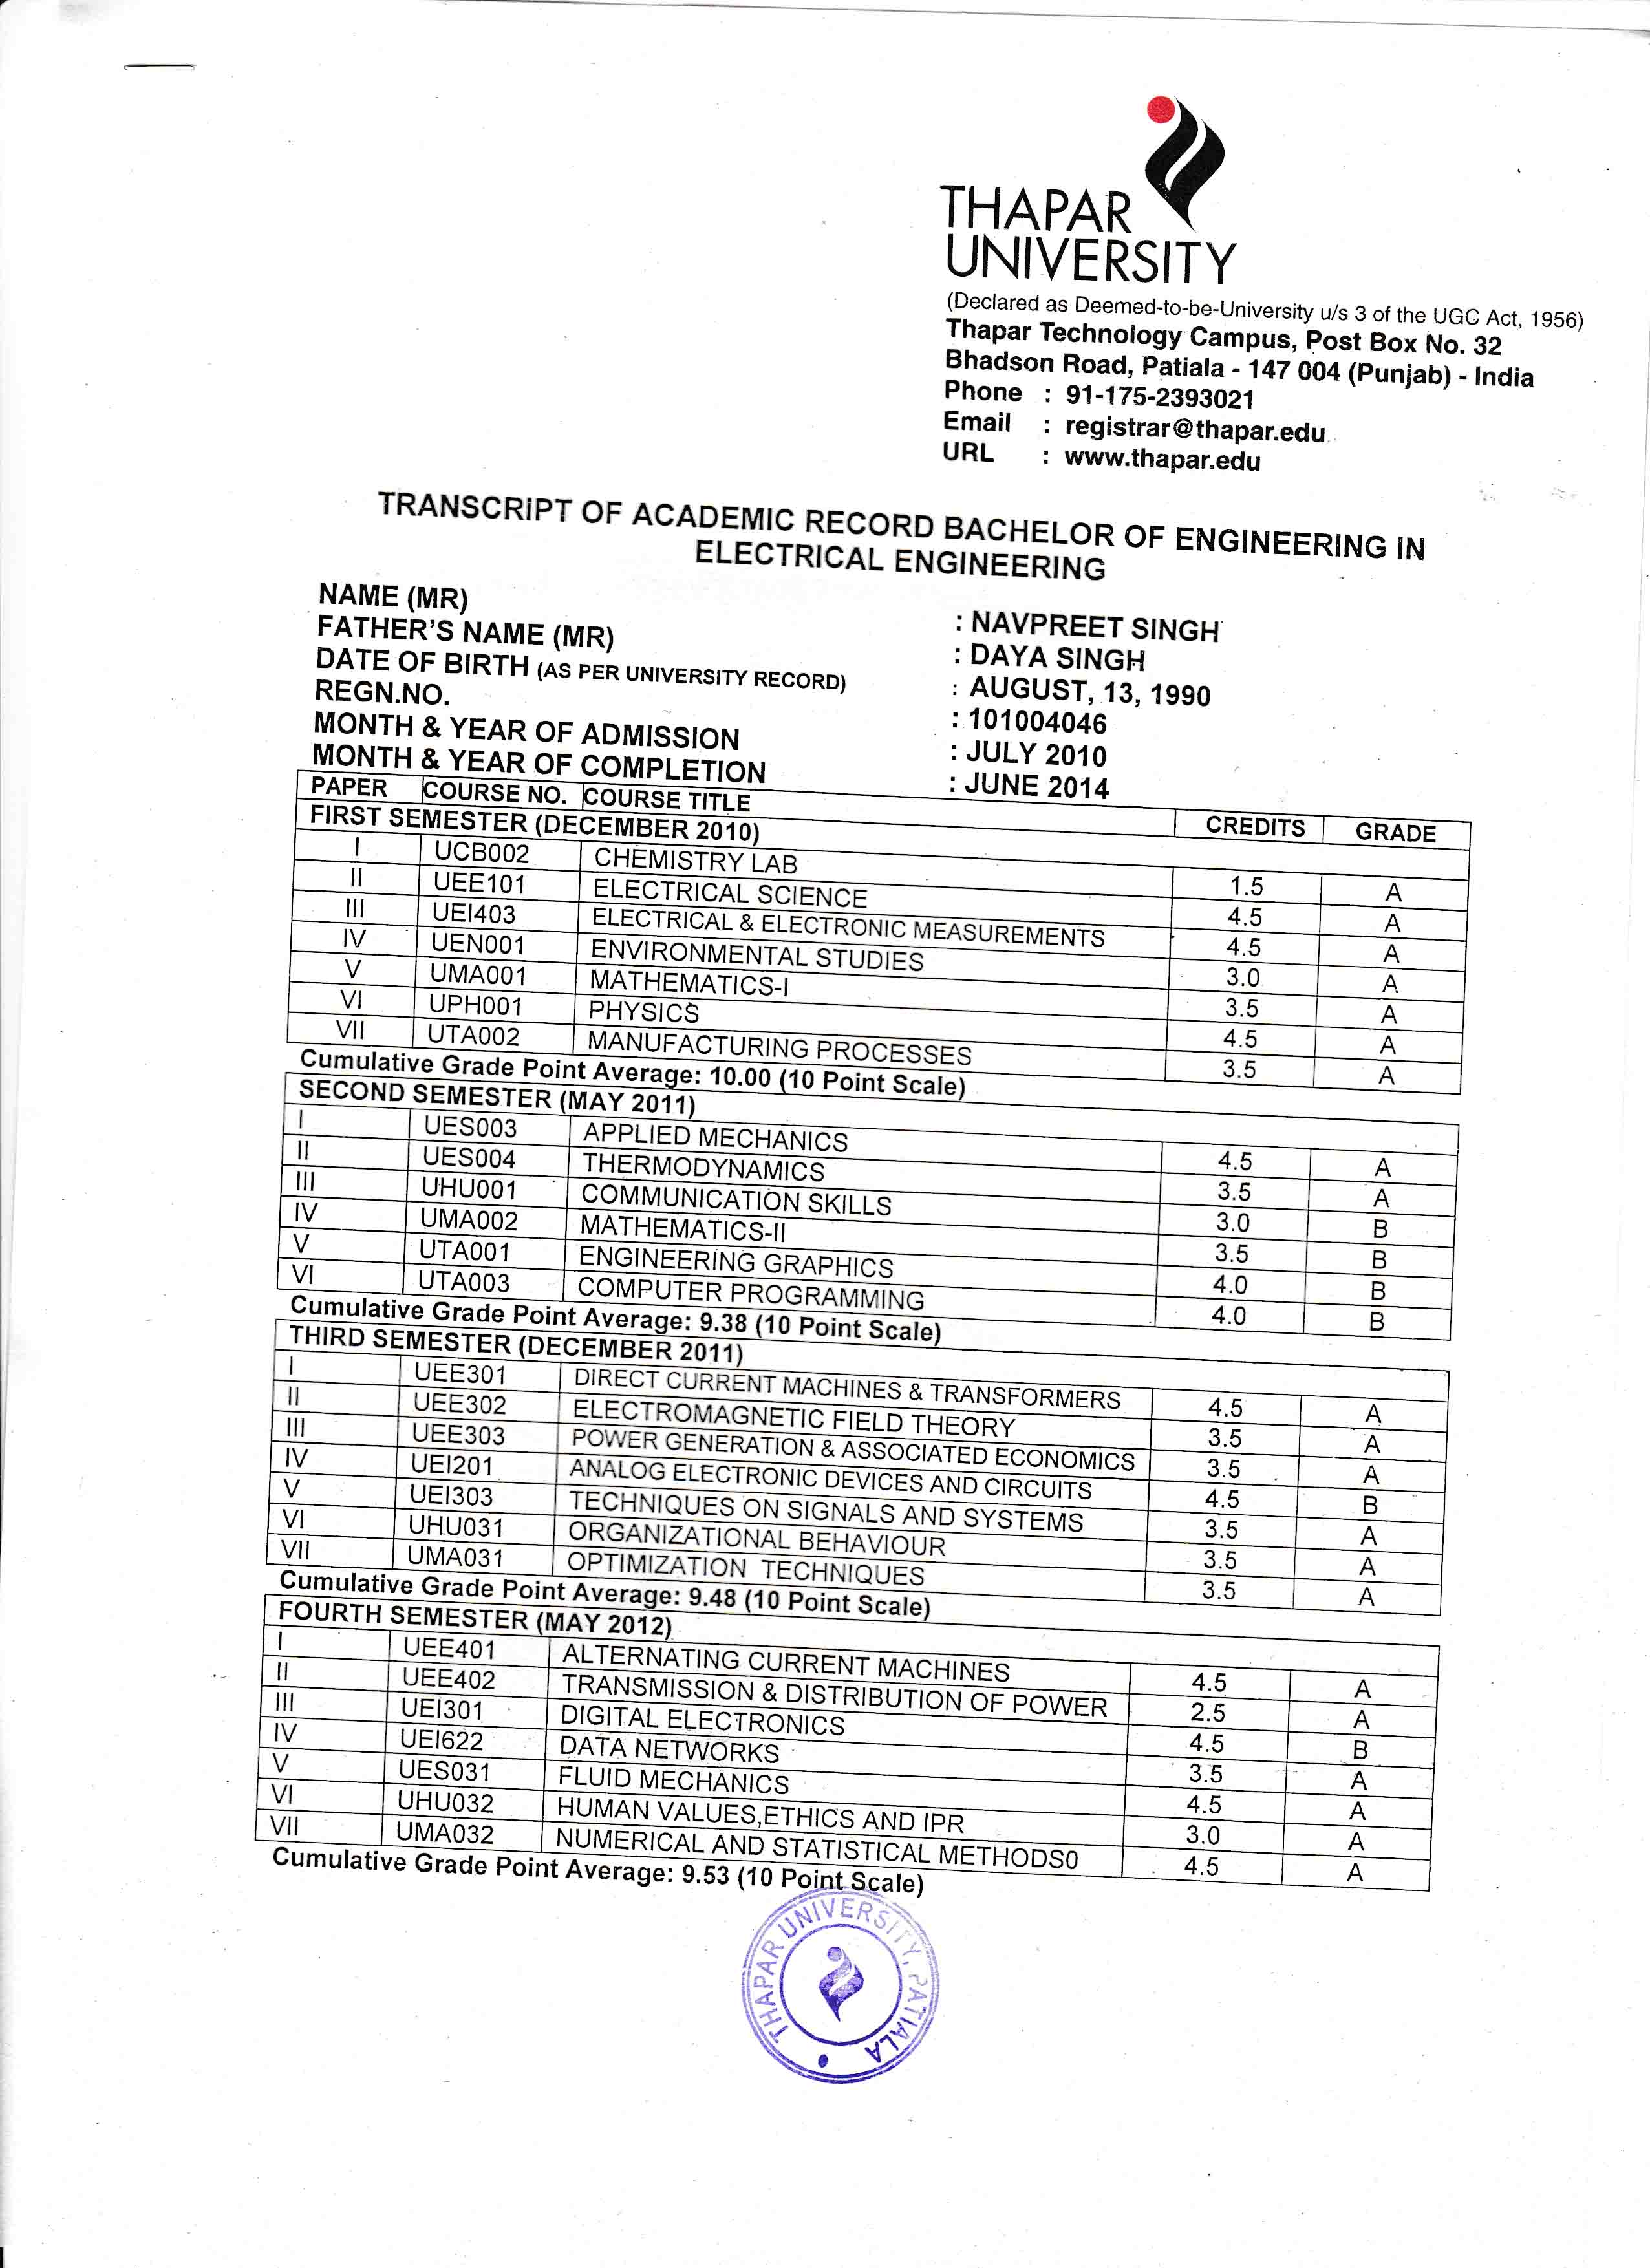 THAPAR
UNIVERSITY
(Declared as Deemed-to-be-University u/s 3 of the UGC Act, 1956)
Thapar Technology Campus, Post Box No. 32
Bhadson Road, Patiala - 147 004 (Punjab) - India
Phone : 91-175-2393021
Email : registrar@thapar.edu
URL : www.thapar.edu
TRANSCRIPT OF ACADEMIC RECORD BACHELOR OF ENGINEERING IN
ELECTRICAL ENGINEERING
NAME (MR) : NAVPREET SINGH
FATHER'S NAME (MR) : DAYA SINGH
DATE OF BIRTH (AS PER UNIVERSITY RECORD) : AUGUST, 13, 1990
REGN.NO. : 101004046
MONTH & YEAR OF ADMISSION : JULY 2010
MONTH & YEAR OF COMPLETION : JUNE 2014
PAPER COURSE NO. COURSE TITLE CREDITS GRADE
FIRST SEMESTER (DECEMBER 2010)
I UCB002 CHEMISTRY LAB 1.5 A
II UEE101 ELECTRICAL SCIENCE 4.5 A
III UEI403 ELECTRICAL & ELECTRONIC MEASUREMENTS 4.5 A
IV UEN001 ENVIRONMENTAL STUDIES 3.0 A
V UMA001 MATHEMATICS-I 3.5 A
VI UPH001 PHYSICS 4.5 A
VII UTA002 MANUFACTURING PROCESSES 3.5 A
Cumulative Grade Point Average: 10.00 (10 Point Scale)
SECOND SEMESTER (MAY 2011)
I UES003 APPLIED MECHANICS 4.5 A
II UES004 THERMODYNAMICS 3.5 A
III UHU001 COMMUNICATION SKILLS 3.0 B
IV UMA002 MATHEMATICS-II 3.5 B
V UTA001 ENGINEERING GRAPHICS 4.0 B
VI UTA003 COMPUTER PROGRAMMING 4.0 B
Cumulative Grade Point Average: 9.38 (10 Point Scale)
THIRD SEMESTER (DECEMBER 2011)
I UEE301 DIRECT CURRENT MACHINES & TRANSFORMERS 4.5 A
II UEE302 ELECTROMAGNETIC FIELD THEORY 3.5 A
III UEE303 POWER GENERATION & ASSOCIATED ECONOMICS 3.5 A
IV UEI201 ANALOG ELECTRONIC DEVICES AND CIRCUITS 4.5 B
V UEI303 TECHNIQUES ON SIGNALS AND SYSTEMS 3.5 A
VI UHU031 ORGANIZATIONAL BEHAVIOUR 3.5 A
VII UMA031 OPTIMIZATION TECHNIQUES 3.5 A
Cumulative Grade Point Average: 9.48 (10 Point Scale)
FOURTH SEMESTER (MAY 2012)
I UEE401 ALTERNATING CURRENT MACHINES 4.5 A
II UEE402 TRANSMISSION & DISTRIBUTION OF POWER 2.5 A
III UEI301 DIGITAL ELECTRONICS 4.5 B
IV UEI622 DATA NETWORKS 3.5 A
V UES031 FLUID MECHANICS 4.5 A
VI UHU032 HUMAN VALUES,ETHICS AND IPR 3.0 A
VII UMA032 NUMERICAL AND STATISTICAL METHODS0 4.5 A
Cumulative Grade Point Average: 9.53 (10 Point Scale)
THAPAR UNIVERSITY, PATIALA